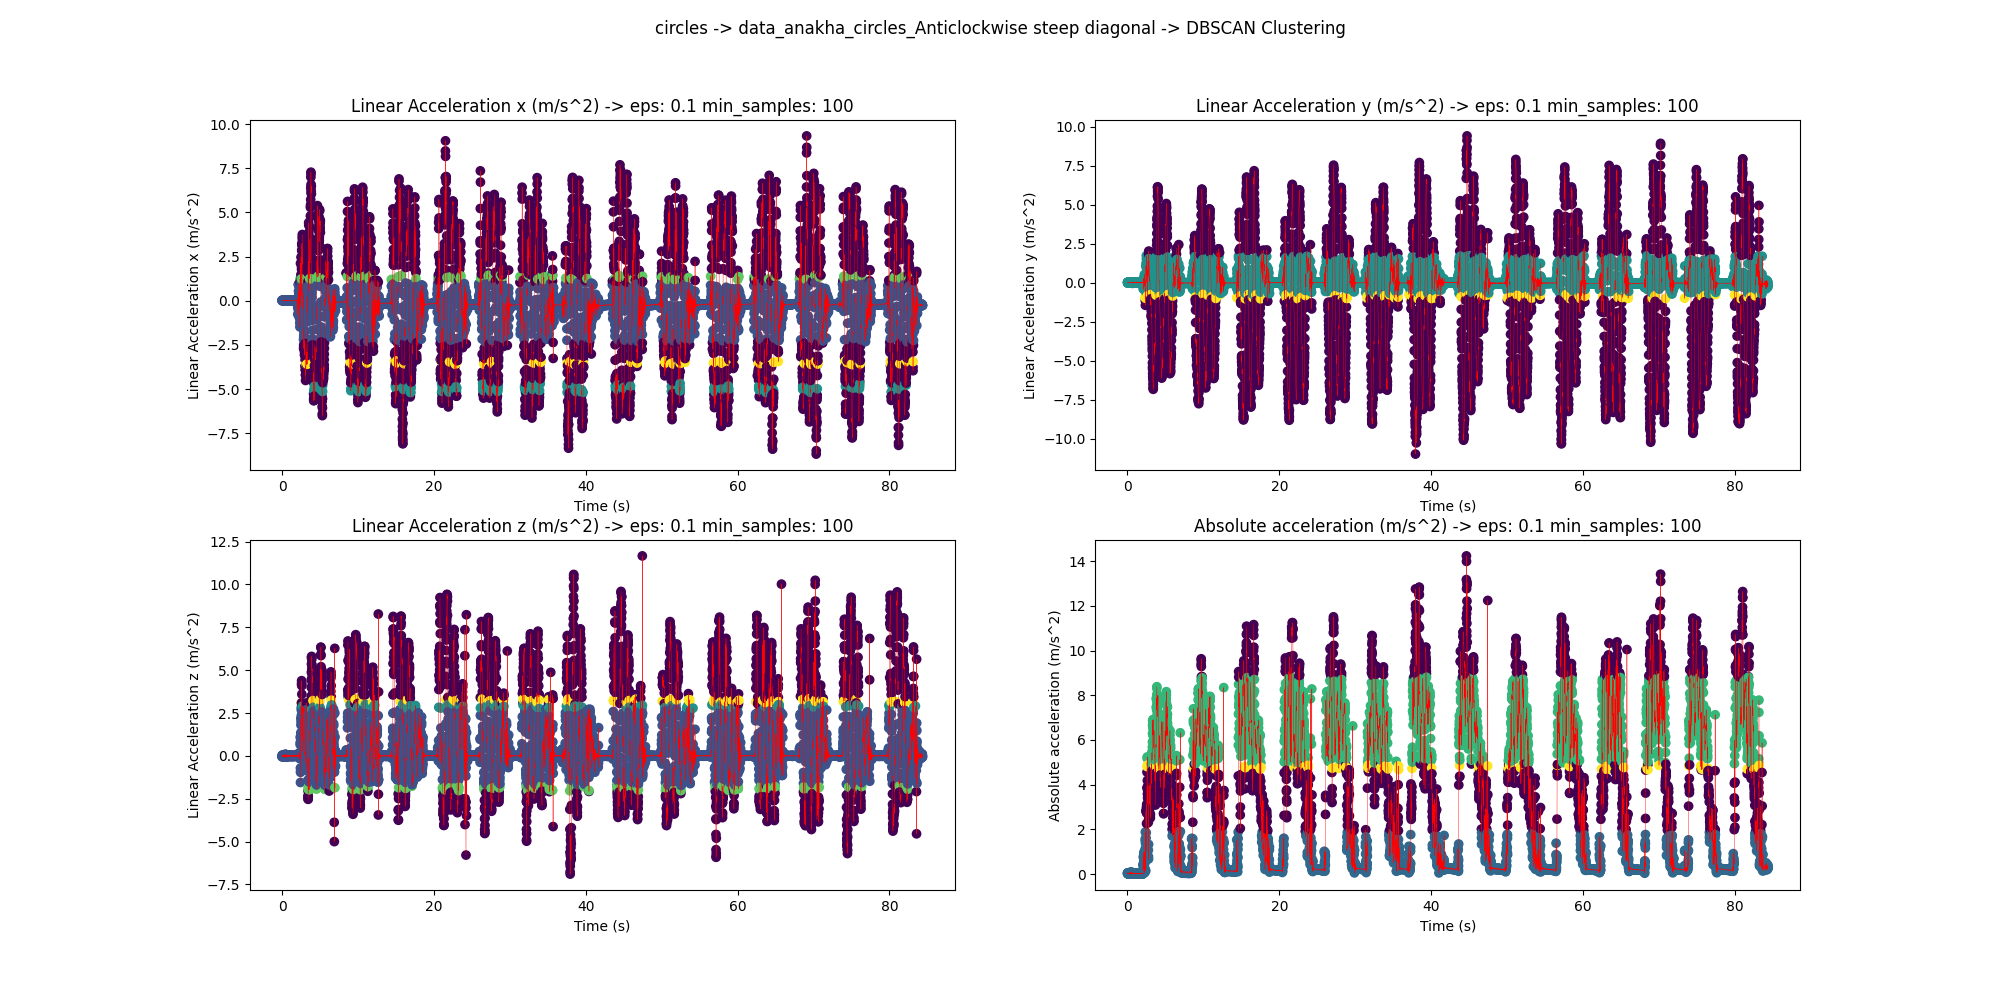 circles -> data_anakha_circles_Anticlockwise steep diagonal -> DBSCAN Clustering
Linear Acceleration x (m/s^2) -> eps: 0.1 min_samples: 100
Linear Acceleration x (m/s^2)
10.0
7.5
5.0
2.5
0.0
−2.5
−5.0
−7.5
0 20 40 60 80
Time (s)
Linear Acceleration y (m/s^2) -> eps: 0.1 min_samples: 100
Linear Acceleration y (m/s^2)
10.0
7.5
5.0
2.5
0.0
−2.5
−5.0
−7.5
−10.0
0 20 40 60 80
Time (s)
Linear Acceleration z (m/s^2) -> eps: 0.1 min_samples: 100
Linear Acceleration z (m/s^2)
12.5
10.0
7.5
5.0
2.5
0.0
−2.5
−5.0
−7.5
0 20 40 60 80
Time (s)
Absolute acceleration (m/s^2) -> eps: 0.1 min_samples: 100
Absolute acceleration (m/s^2)
14
12
10
8
6
4
2
0
0 20 40 60 80
Time (s)